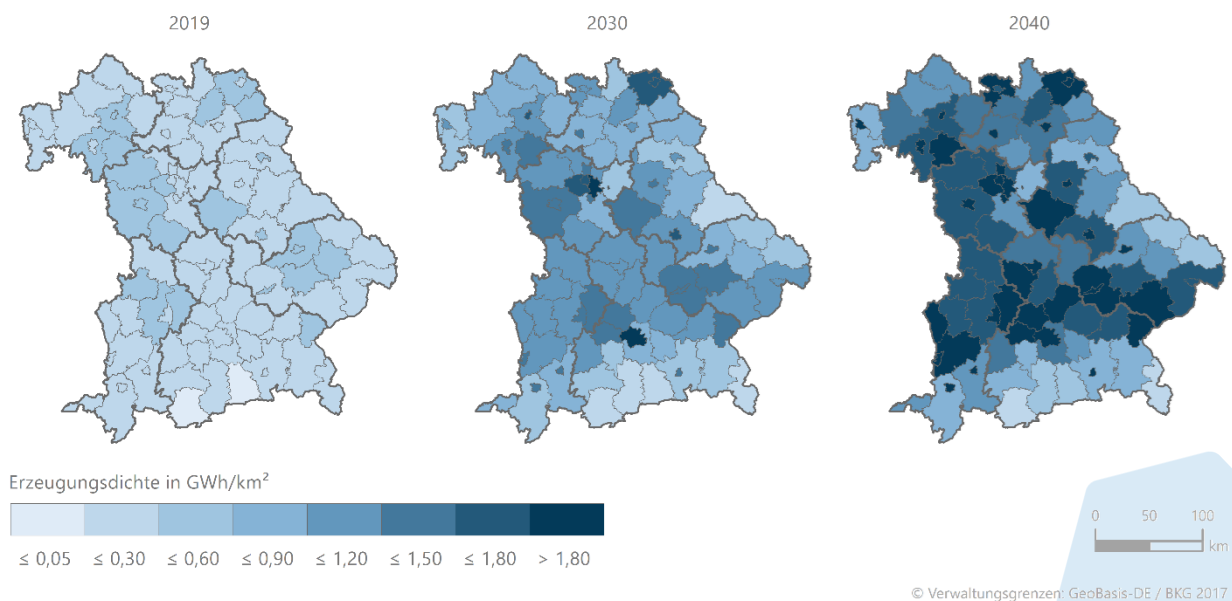 2019 2030 2040
Erzeugungsdichte in GWh/km²
≤ 0,05 ≤ 0,30 ≤ 0,60 ≤ 0,90 ≤ 1,20 ≤ 1,50 ≤ 1,80 > 1,80
0 50 100
km
© Verwaltungsgrenzen: GeoBasis-DE / BKG 2017